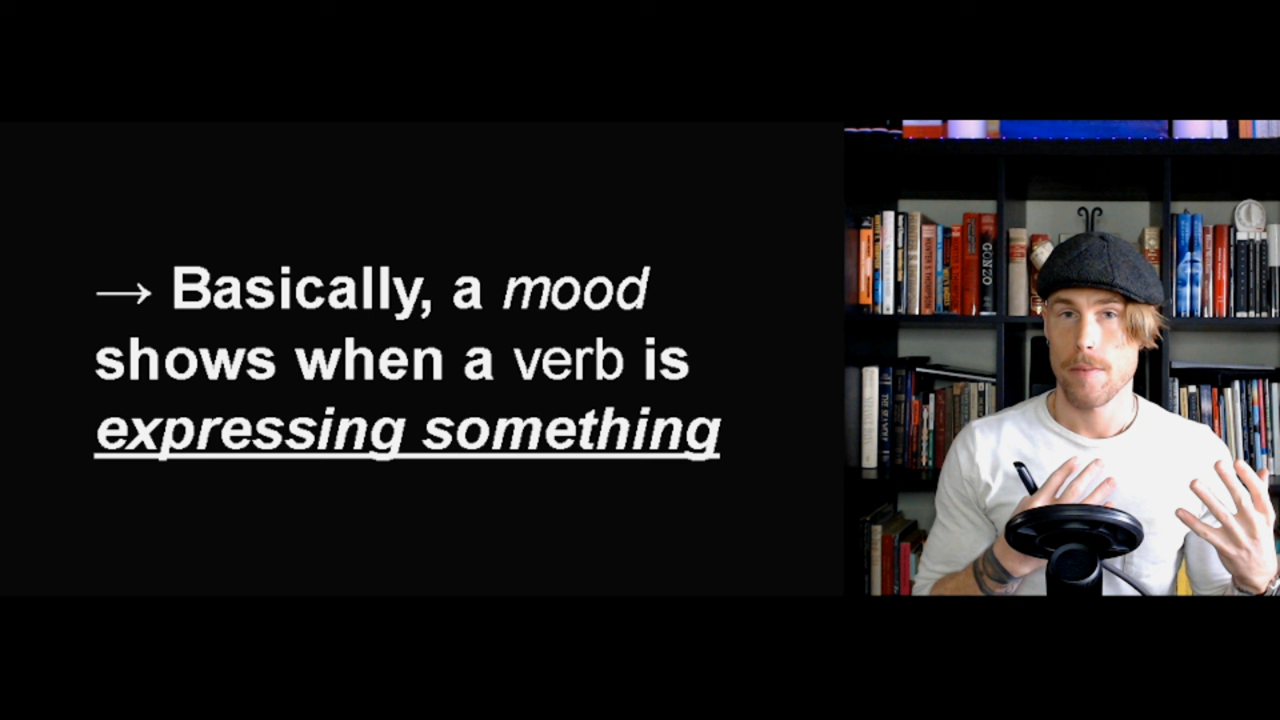 → Basically, a mood
shows when a verb is
expressing something
GONZO